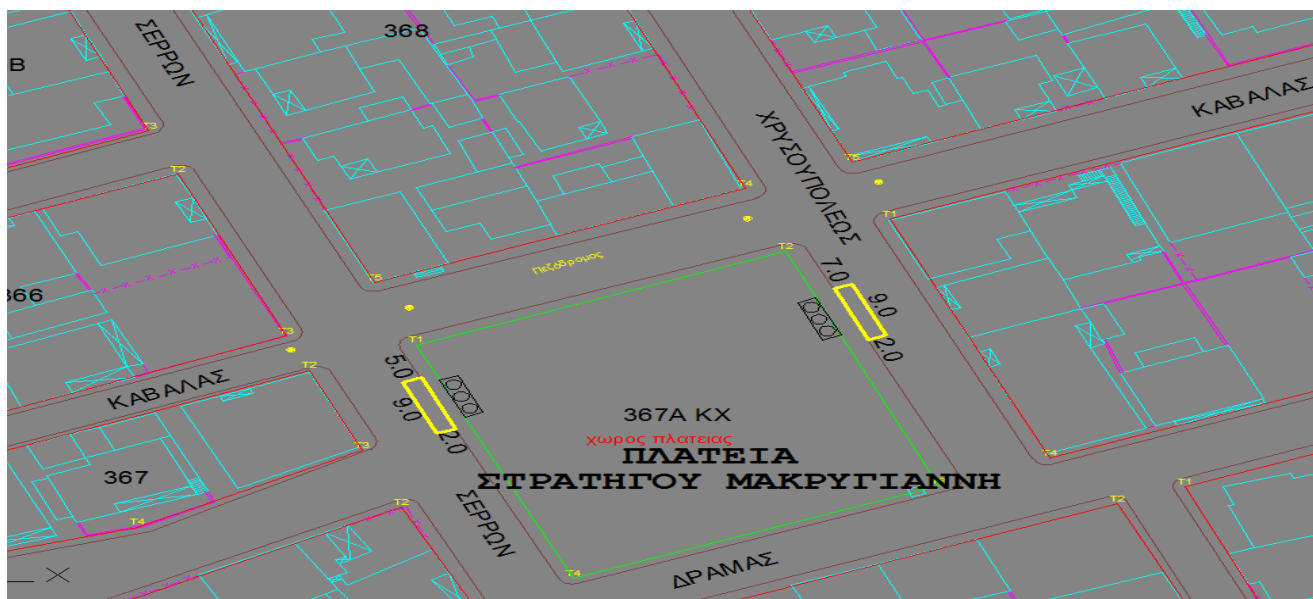 ΣΕΡΡΩΝ
368
Β
ΚΑΒΑΛΑΣ
T3
ΧΡΥΣΟΥΠΟΛΕΩΣ
T5
T2
T4
T1
T2
Πεζόδρομος
T5
7.0
366
9.0
T3
T1
2.0
T2
5.0
ΚΑΒΑΛΑΣ
9.0
367Α ΚΧ
2.0
χωρος πλατειας
T3
ΠΛΑΤΕΙΑ
T4
367
ΣΤΡΑΤΗΓΟΥ ΜΑΚΡΥΓΙΑΝΝΗ
T1
T2
T2
ΣΕΡΡΩΝ
T4
ΔΡΑΜΑΣ
T4